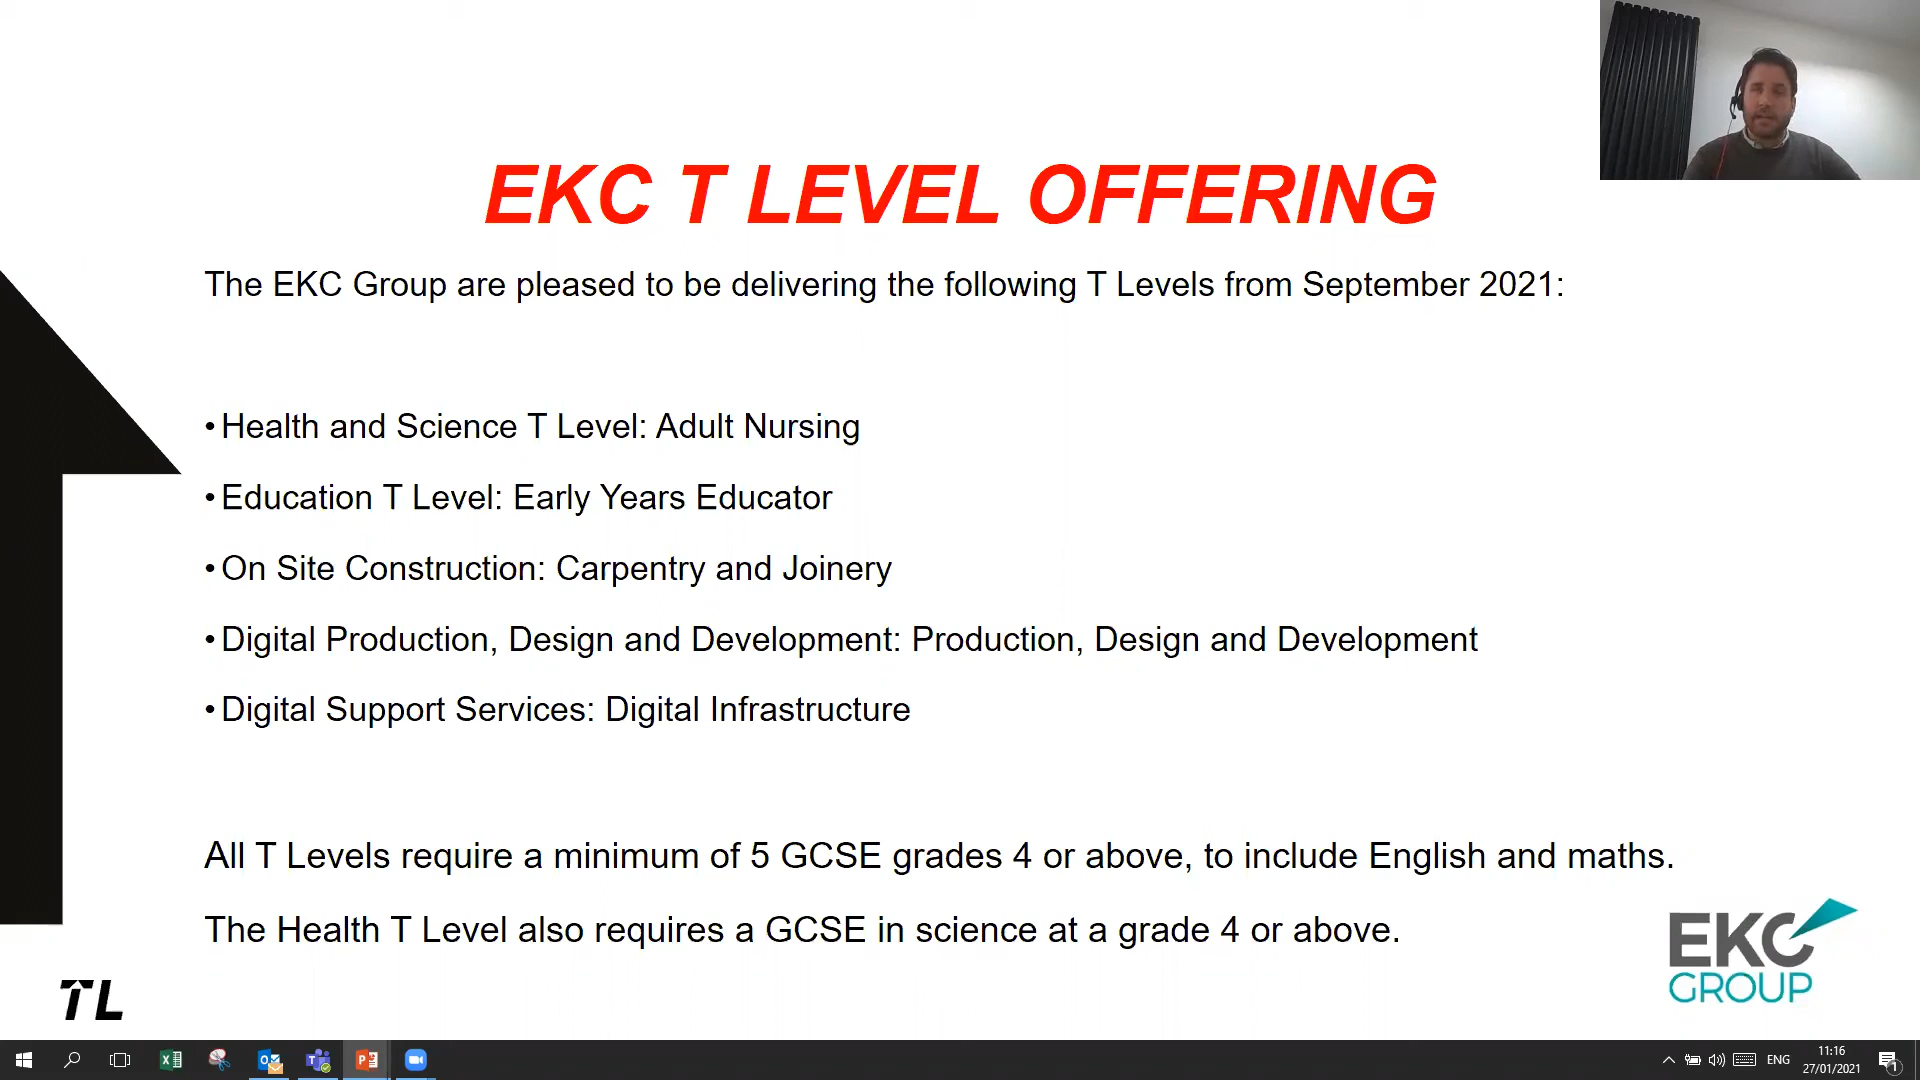 EKC T LEVEL OFFERING
The EKC Group are pleased to be delivering the following T Levels from September 2021:
• Health and Science T Level: Adult Nursing
• Education T Level: Early Years Educator
• On Site Construction: Carpentry and Joinery
• Digital Production, Design and Development: Production, Design and Development
• Digital Support Services: Digital Infrastructure
All T Levels require a minimum of 5 GCSE grades 4 or above, to include English and maths.
The Health T Level also requires a GCSE in science at a grade 4 or above.
EKC
GROUP
TL
ENG
11:16
27/01/2021
1